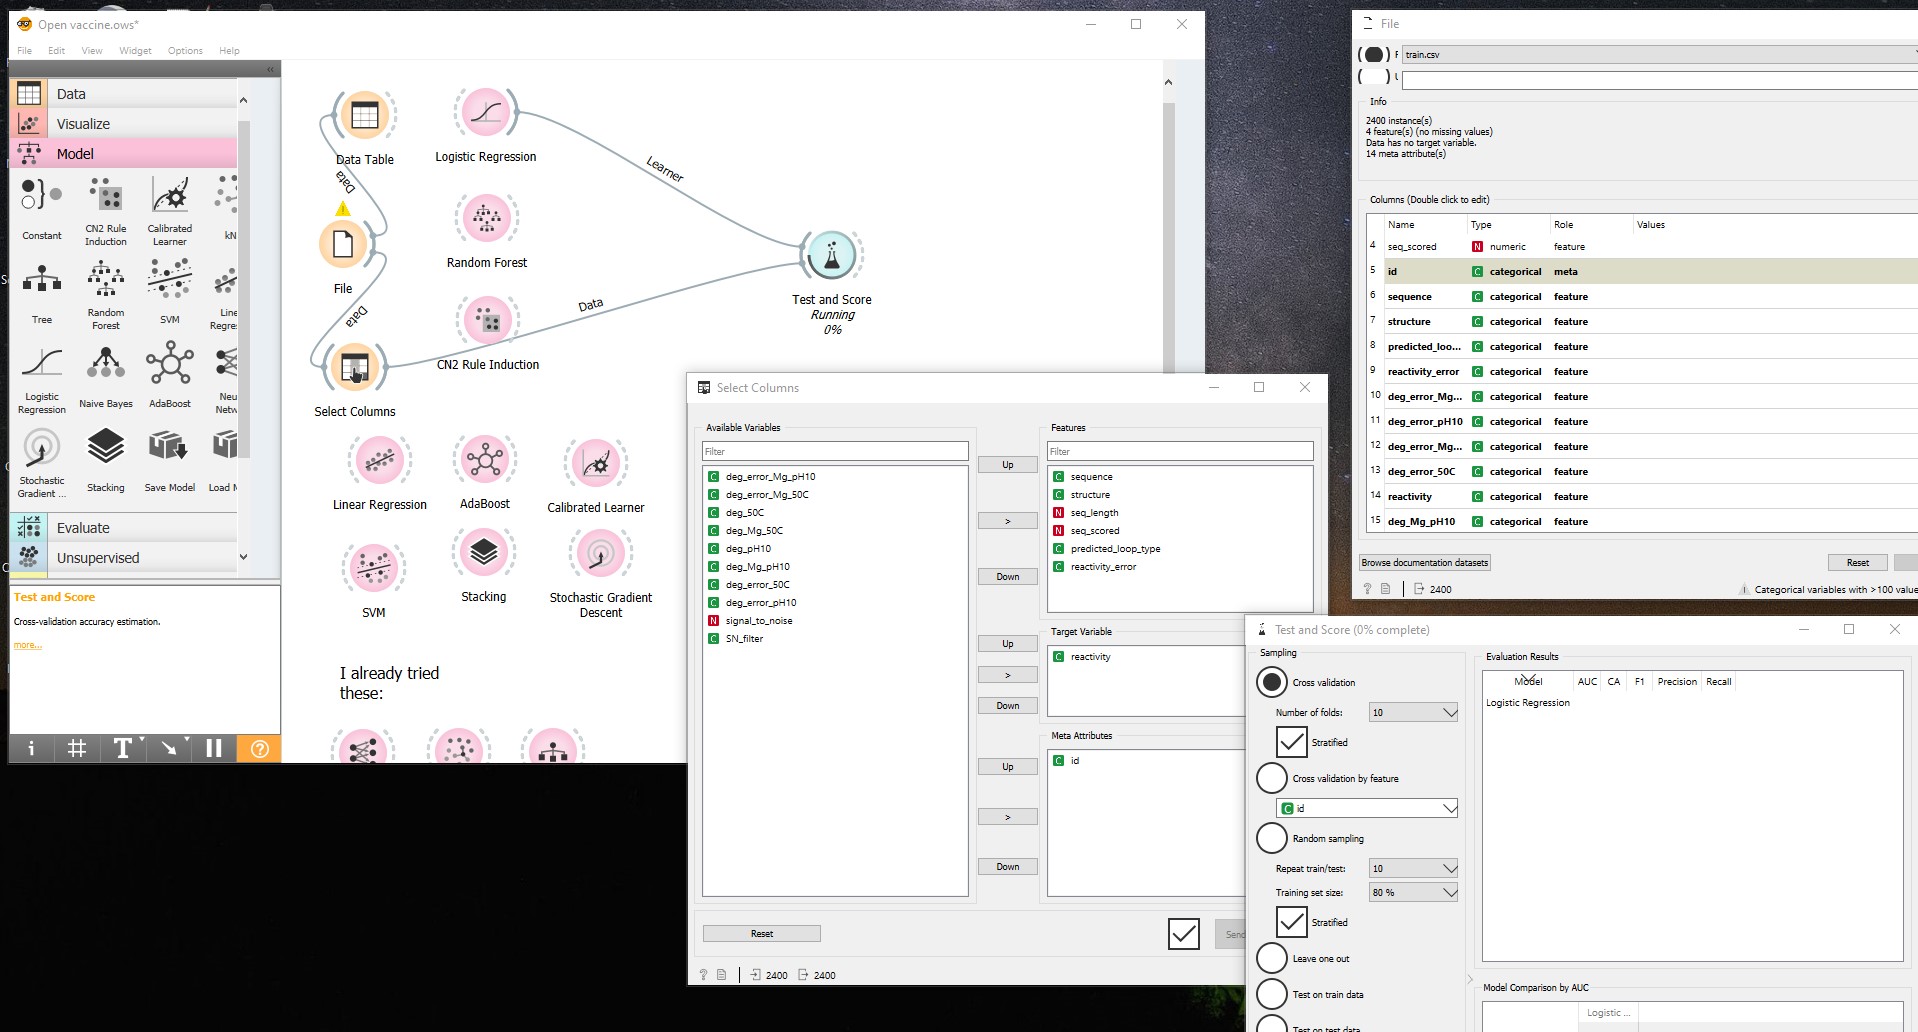 Open vaccine.ows*
File Edit View Widget Options Help
Data
Visualize
Model
Constant
CN2 Rule Induction
Calibrated Learner
kN
Tree
Random Forest
SVM
Line Regres...
Logistic Regression
Naive Bayes
AdaBoost
Neu Netw...
Stochastic Gradient ...
Stacking
Save Model
Load M
Evaluate
Unsupervised
Test and Score
Cross-validation accuracy estimation.
more...
Data Table
Logistic Regression
Learner
Data
Random Forest
File
Data
Data
Test and Score
Running
0%
CN2 Rule Induction
Select Columns
Linear Regression
AdaBoost
Calibrated Learner
SVM
Stacking
Stochastic Gradient
Descent
I already tried
these:
Select Columns
Available Variables
Filter
deg_error_Mg_pH10
deg_error_Mg_50C
deg_50C
deg_Mg_50C
deg_pH10
deg_Mg_pH10
deg_error_50C
deg_error_pH10
signal_to_noise
SN_filter
Up
>
Down
Up
>
Down
Up
>
Down
Features
Filter
sequence
structure
seq_length
seq_scored
predicted_loop_type
reactivity_error
Target Variable
reactivity
Meta Attributes
id
Reset
Send
2400 2400
File
train.csv
Info
2400 instance(s)
4 feature(s) (no missing values)
Data has no target variable.
14 meta attribute(s)
Columns (Double click to edit)
Name Type Role Values
4 seq_scored N numeric feature
5 id C categorical meta
6 sequence C categorical feature
7 structure C categorical feature
8 predicted_loo... C categorical feature
9 reactivity_error C categorical feature
10 deg_error_Mg... C categorical feature
11 deg_error_pH10 C categorical feature
12 deg_error_Mg... C categorical feature
13 deg_error_50C C categorical feature
14 reactivity C categorical feature
15 deg_Mg_pH10 C categorical feature
Browse documentation datasets
Reset
2400
Categorical variables with >100 value
Test and Score (0% complete)
Sampling
Cross validation
Number of folds: 10
Stratified
Cross validation by feature
C id
Random sampling
Repeat train/test: 10
Training set size: 80 %
Stratified
Leave one out
Test on train data
Test on test data
Evaluation Results
Model AUC CA F1 Precision Recall
Logistic Regression
Model Comparison by AUC
Logistic ...